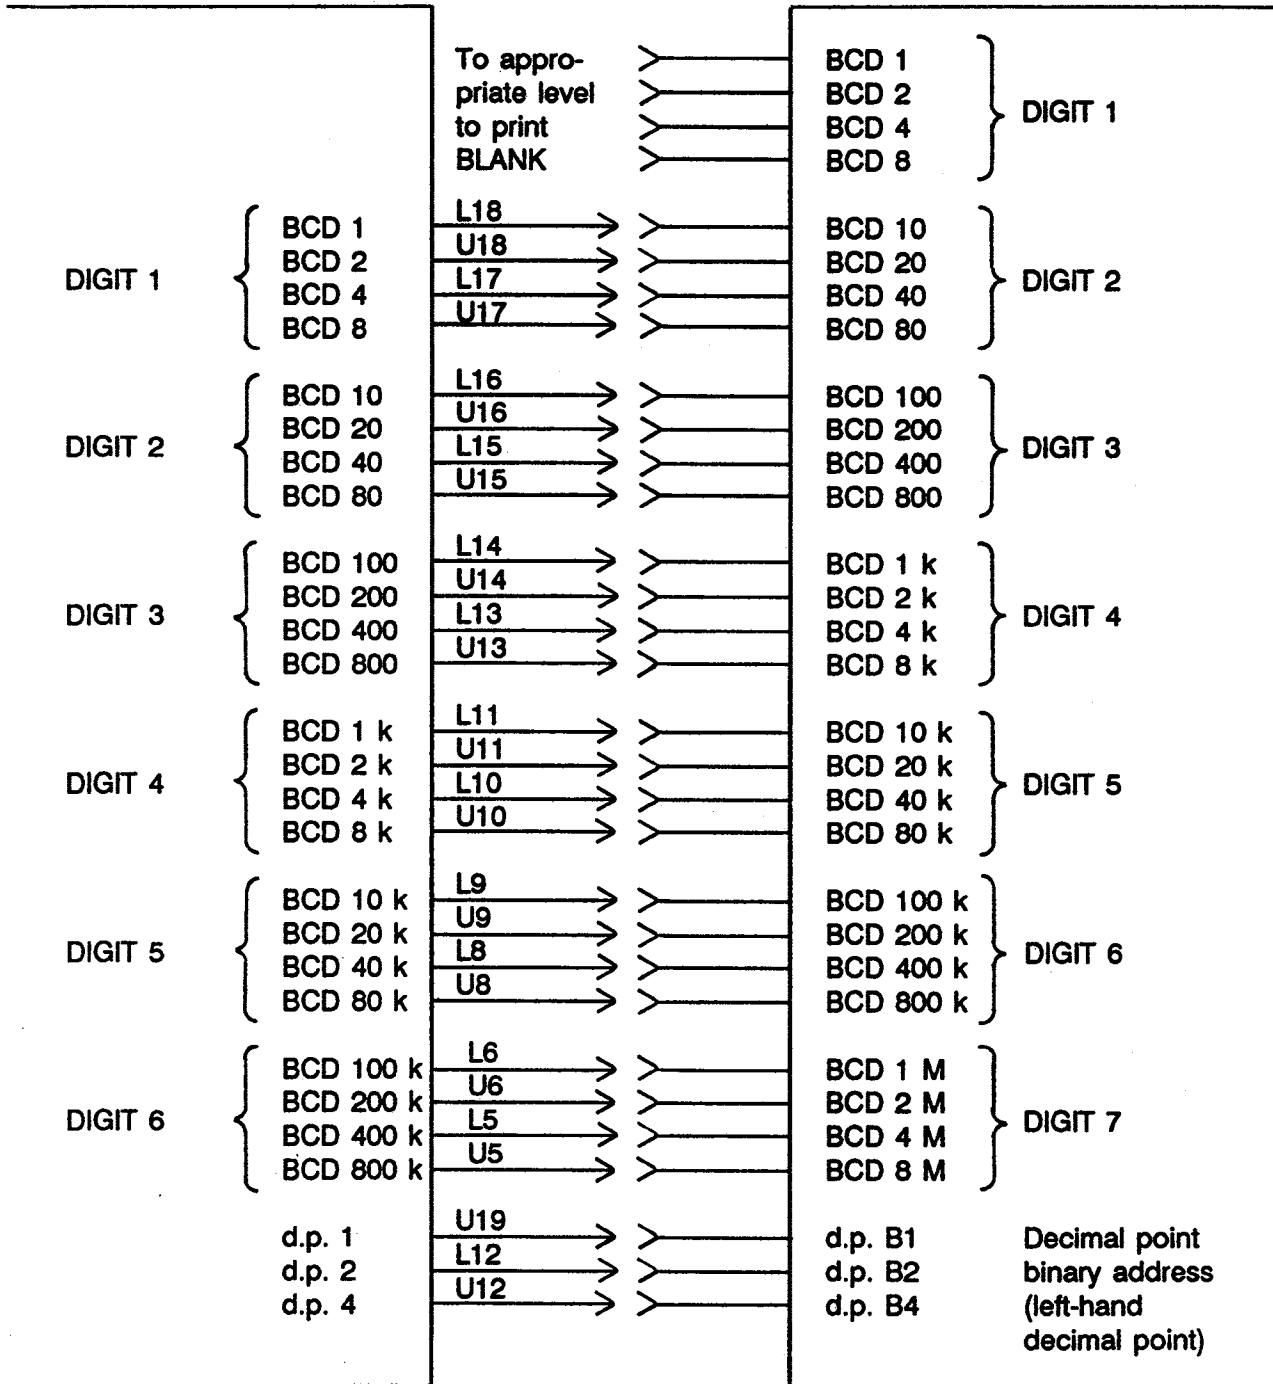 To appro-
priate level
to print
BLANK
BCD 1
BCD 2
BCD 4
BCD 8
DIGIT 1
DIGIT 1
BCD 1 L18 BCD 10
BCD 2 U18 BCD 20
BCD 4 L17 BCD 40
BCD 8 U17 BCD 80
DIGIT 2
DIGIT 2
BCD 10 L16 BCD 100
BCD 20 U16 BCD 200
BCD 40 L15 BCD 400
BCD 80 U15 BCD 800
DIGIT 3
DIGIT 3
BCD 100 L14 BCD 1 k
BCD 200 U14 BCD 2 k
BCD 400 L13 BCD 4 k
BCD 800 U13 BCD 8 k
DIGIT 4
DIGIT 4
BCD 1 k L11 BCD 10 k
BCD 2 k U11 BCD 20 k
BCD 4 k L10 BCD 40 k
BCD 8 k U10 BCD 80 k
DIGIT 5
DIGIT 5
BCD 10 k L9 BCD 100 k
BCD 20 k U9 BCD 200 k
BCD 40 k L8 BCD 400 k
BCD 80 k U8 BCD 800 k
DIGIT 6
DIGIT 6
BCD 100 k L6 BCD 1 M
BCD 200 k U6 BCD 2 M
BCD 400 k L5 BCD 4 M
BCD 800 k U5 BCD 8 M
DIGIT 7
d.p. 1 U19 d.p. B1
d.p. 2 L12 d.p. B2
d.p. 4 U12 d.p. B4
Decimal point
binary address
(left-hand
decimal point)